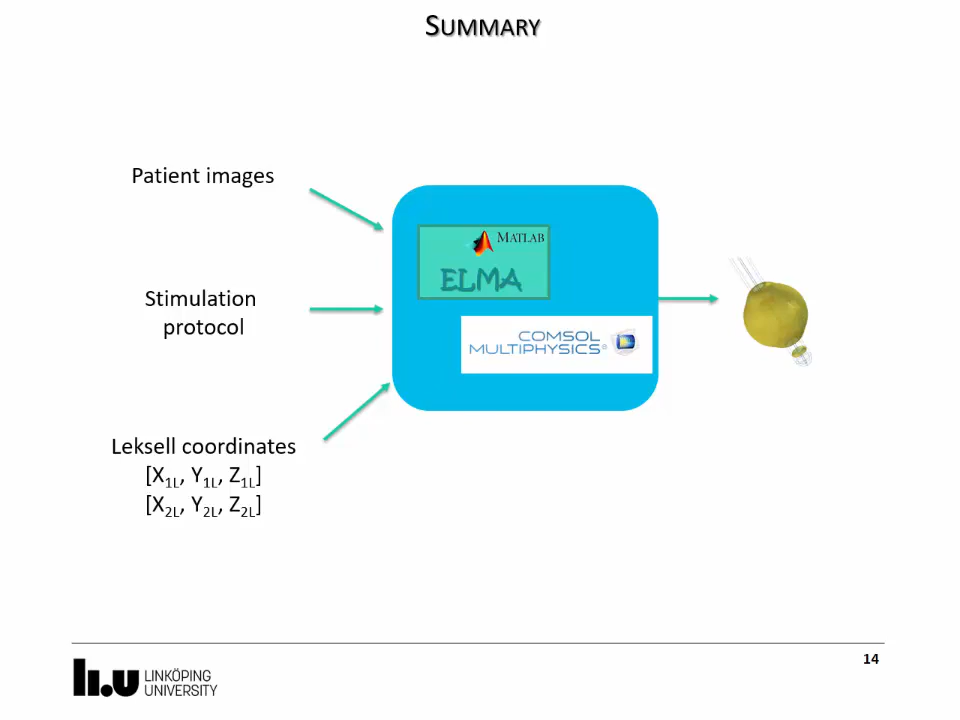 SUMMARY
Patient images
MATLAB
ELMA
Stimulation
protocol
COMSOL
MULTIPHYSICS®
Leksell coordinates
[X1L, Y1L, Z1L]
[X2L, Y2L, Z2L]
14
li.u LINKÖPING
UNIVERSITY